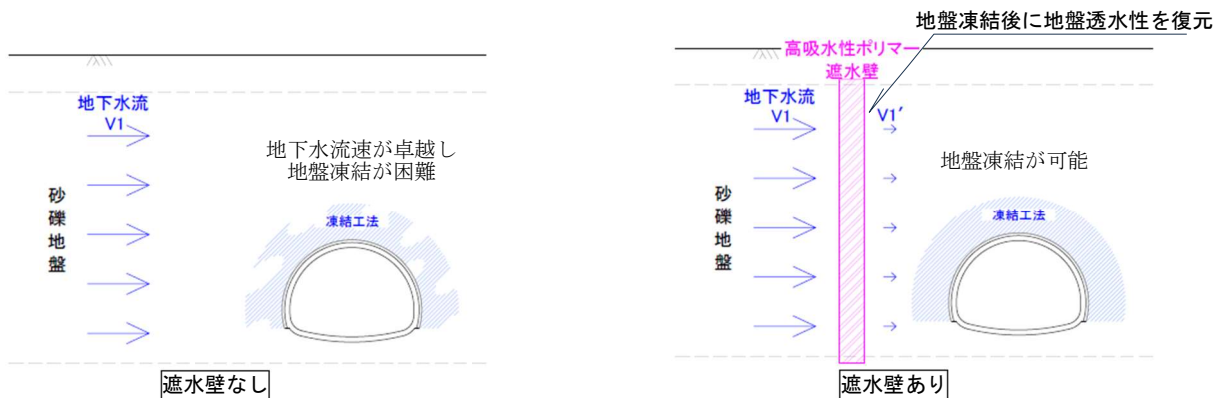 地下水流
V1
地下水流速が卓越し
地盤凍結が困難
砂礫地盤
凍結工法
遮水壁なし
地盤凍結後に地盤透水性を復元
高吸水性ポリマー
遮水壁
地下水流
V1
V1′
地盤凍結が可能
砂礫地盤
凍結工法
遮水壁あり